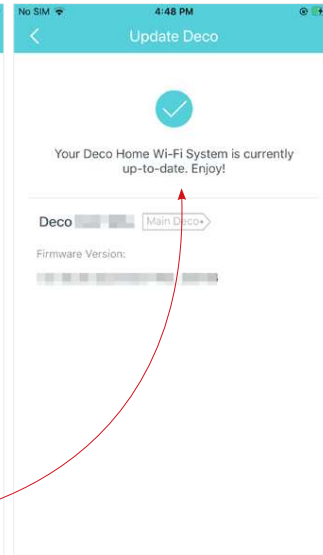 No SIM 4:48 PM
Update Deco
Your Deco Home Wi-Fi System is currently
up-to-date. Enjoy!
Deco Main Deco
Firmware Version: